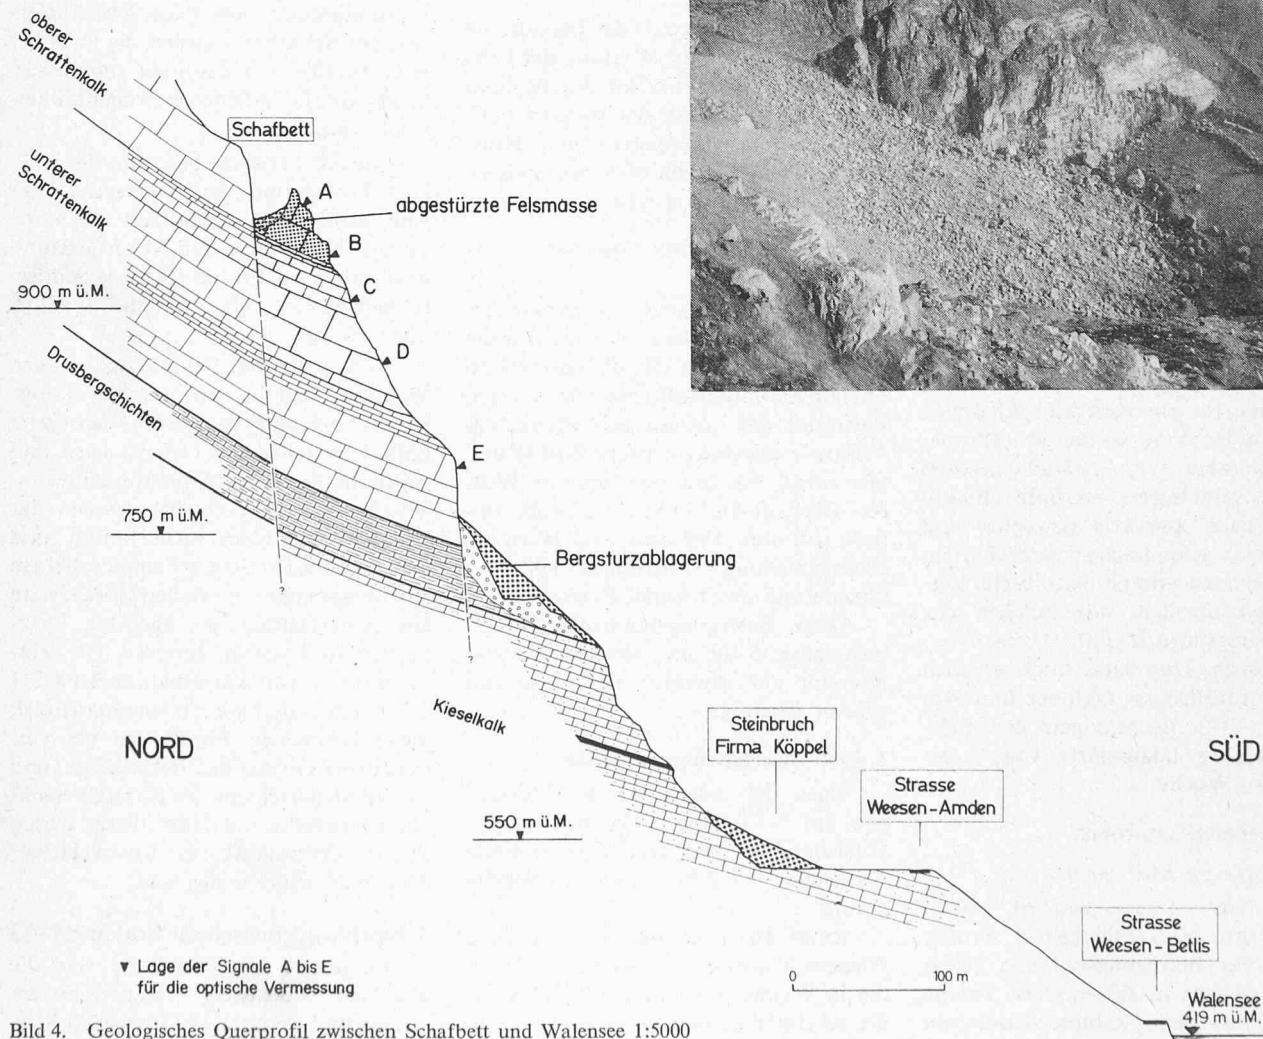 oberer
Schrattenkalk
Schafbett
unterer
Schrattenkalk
A
abgestürzte Felsmasse
B
C
900 m ü.M.
D
Drusbergschichten
E
750 m ü.M.
Bergsturzablagerung
Kieselkalk
NORD
Steinbruch
Firma Köppel
SÜD
Strasse
Weesen-Amden
550 m ü.M.
Strasse
Weesen-Betlis
▼ Lage der Signale A bis E
für die optische Vermessung
0 100 m
Walensee
419 m ü.M.
Bild 4. Geologisches Querprofil zwischen Schafbett und Walensee 1:5000